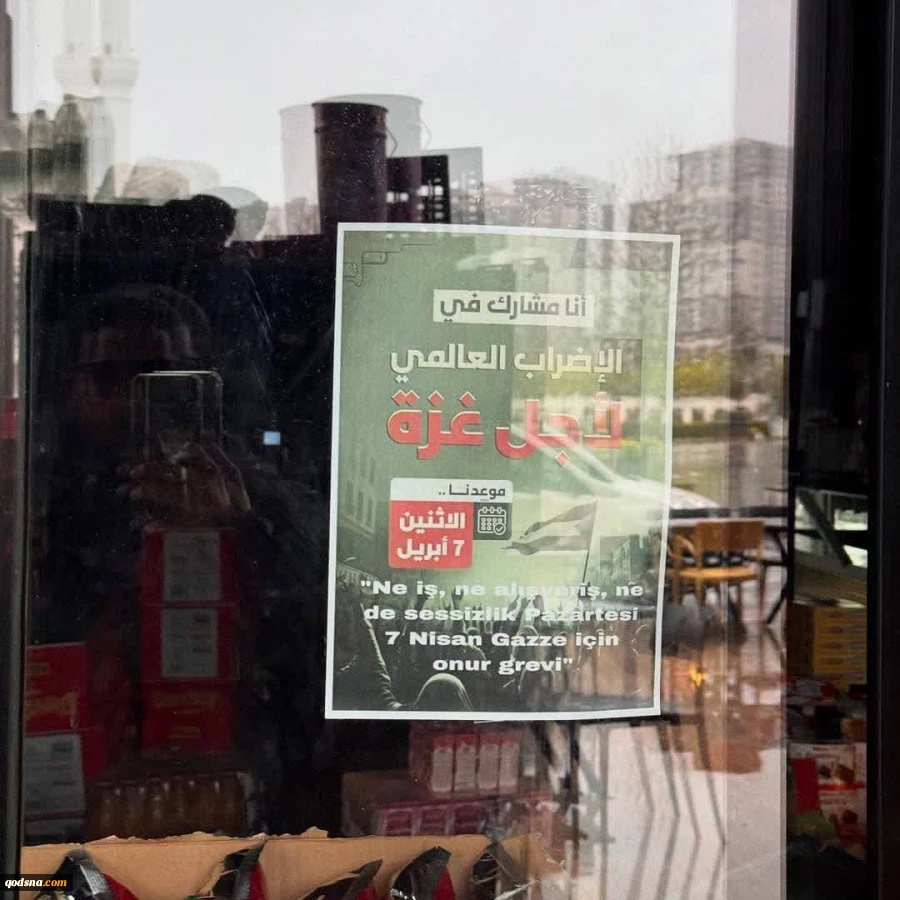 أنا مشارك في
الإضراب العالمي
لأجل غزة
موعدنـا ..
الاثنين
7 أبريل
"Ne iş, ne alışveriş, ne
de sessizlik Pazartesi
7 Nisan Gazze için
onur grevi"
qodsna.com